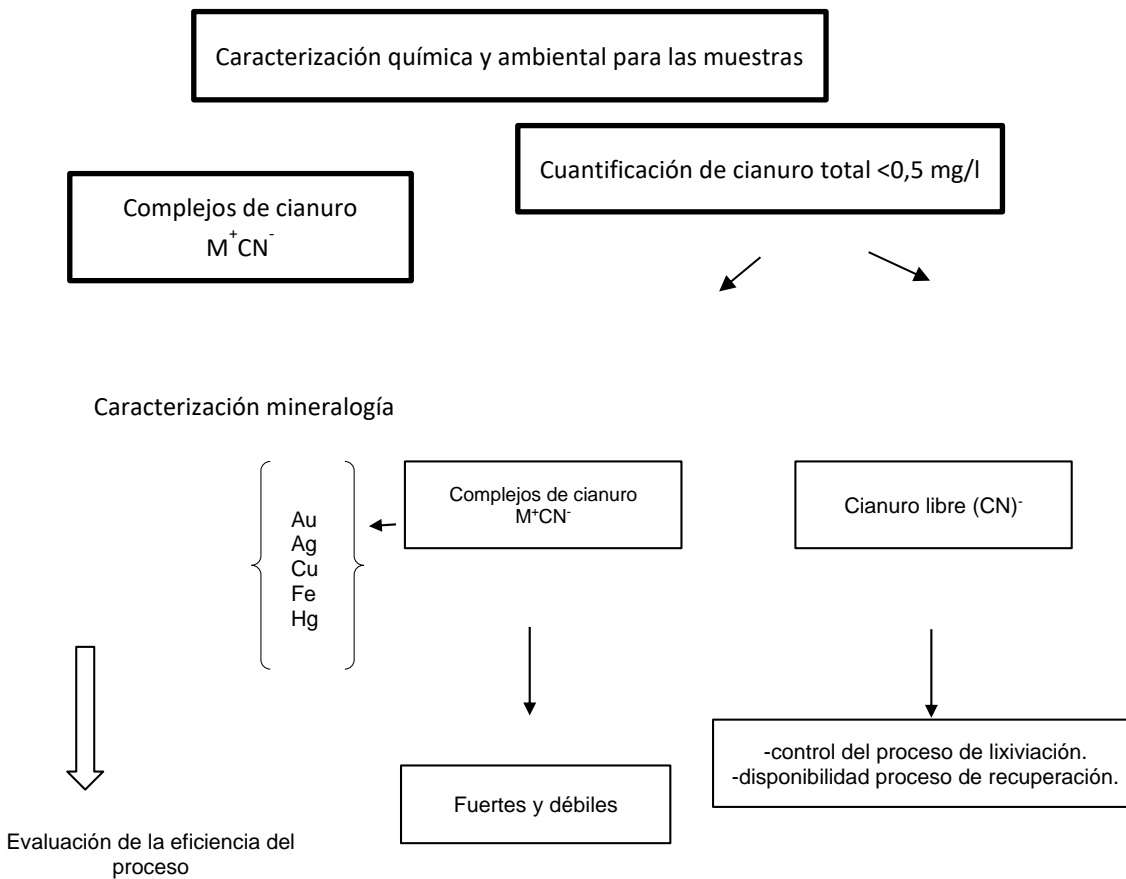 Caracterización química y ambiental para las muestras
Cuantificación de cianuro total <0,5 mg/l
Complejos de cianuro
M⁺CN⁻
Caracterización mineralogía
Au
Ag
Cu
Fe
Hg
Complejos de cianuro
M⁺CN⁻
Cianuro libre (CN)⁻
Fuertes y débiles
-control del proceso de lixiviación.
-disponibilidad proceso de recuperación.
Evaluación de la eficiencia del
proceso